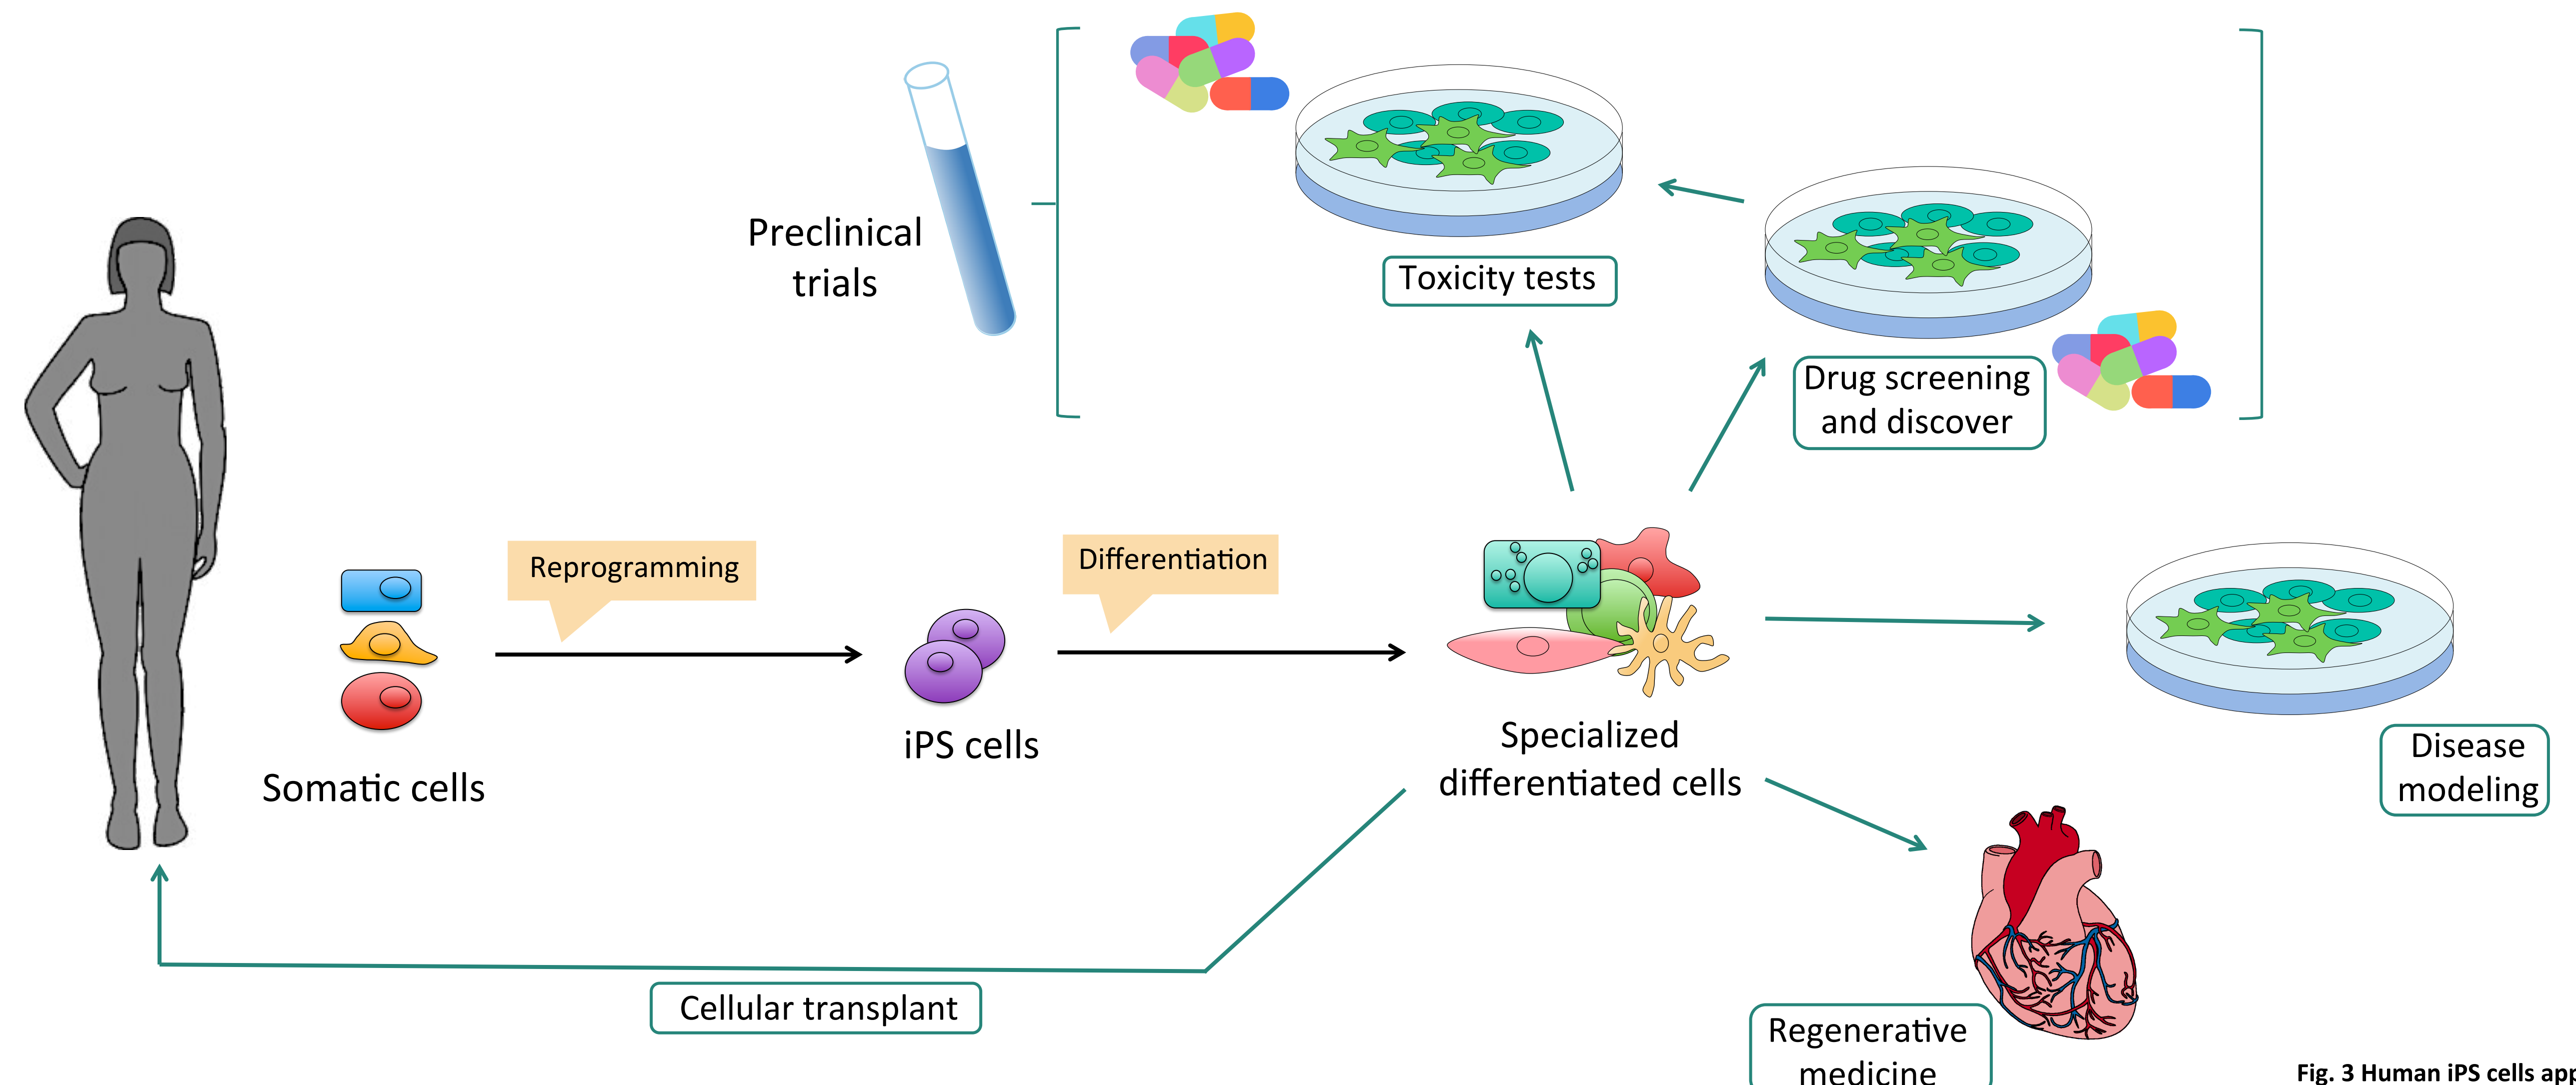 Preclinical
trials
Toxicity tests
Drug screening
and discover
Reprogramming
Differentiation
Somatic cells
iPS cells
Specialized
differentiated cells
Disease
modeling
Cellular transplant
Regenerative
medicine
Fig. 3 Human iPS cells app